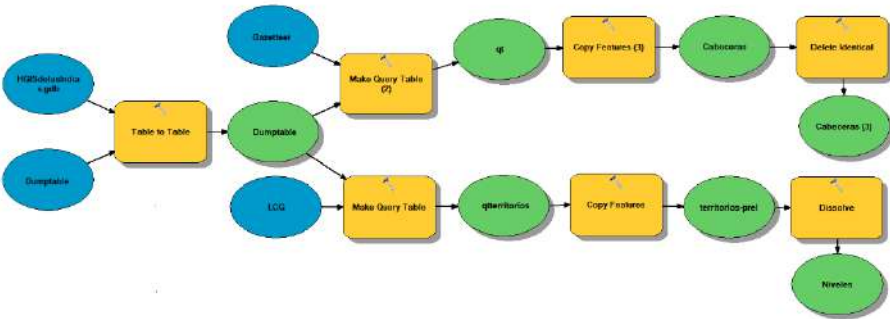 Gazetteer
qt
Copy Features (3)
Cabeceras
Delete Identical
Make Query Table
(2)
HGISdelasIndia
s.gdb
Table to Table
Dumptable
Cabeceras (3)
Dumptable
LCG
Make Query Table
qtterritorios
Copy Features
territorios-prel
Dissolve
Niveles